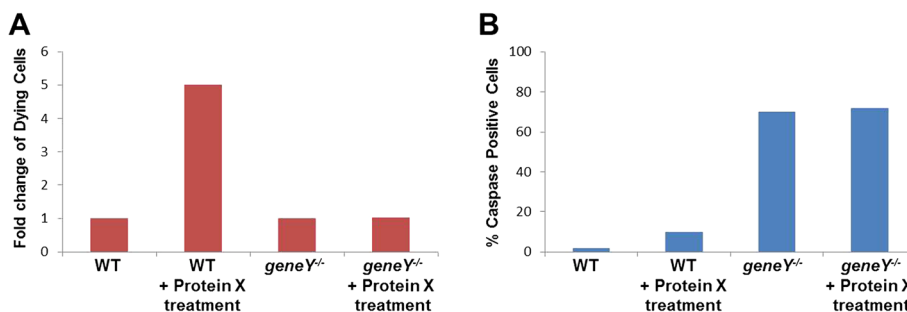 A
Fold change of Dying Cells
6
5
4
3
2
1
0
WT
WT
+ Protein X
treatment
geneY-/-
geneY-/-
+ Protein X
treatment
B
% Caspase Positive Cells
100
80
60
40
20
0
WT
WT
+ Protein X
treatment
geneY-/-
geneY-/-
+ Protein X
treatment